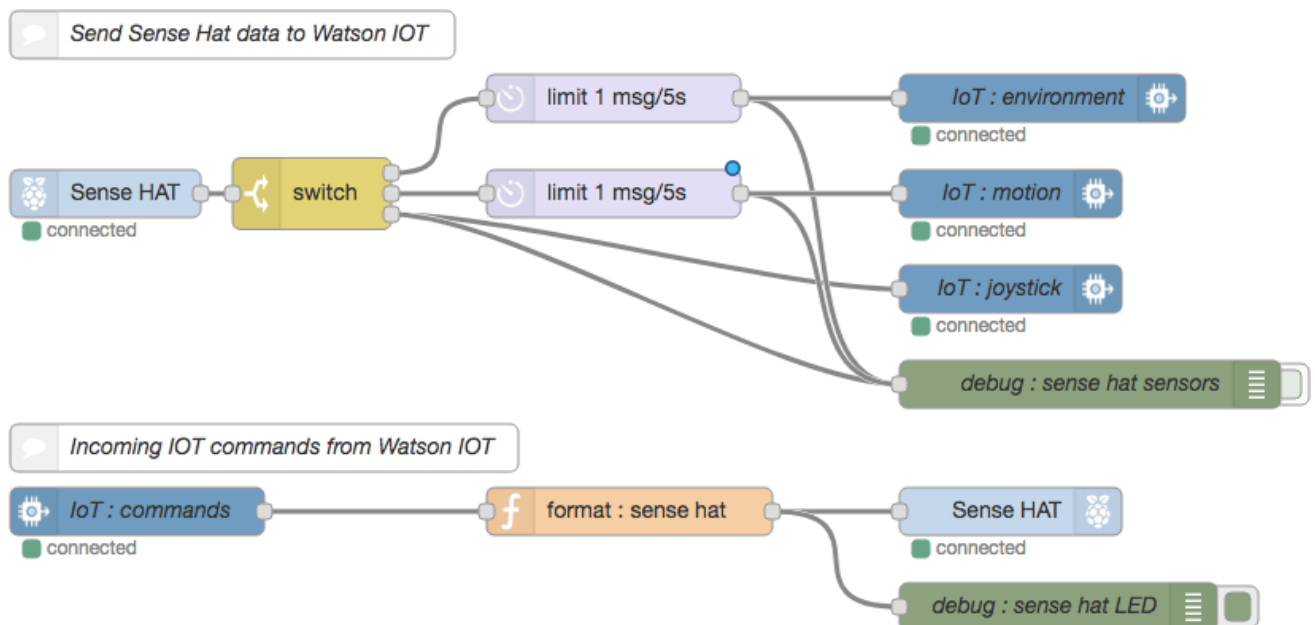 Send Sense Hat data to Watson IOT
limit 1 msg/5s
IoT : environment
connected
Sense HAT
connected
switch
limit 1 msg/5s
IoT : motion
connected
IoT : joystick
connected
debug : sense hat sensors
Incoming IOT commands from Watson IOT
IoT : commands
connected
format : sense hat
Sense HAT
connected
debug : sense hat LED